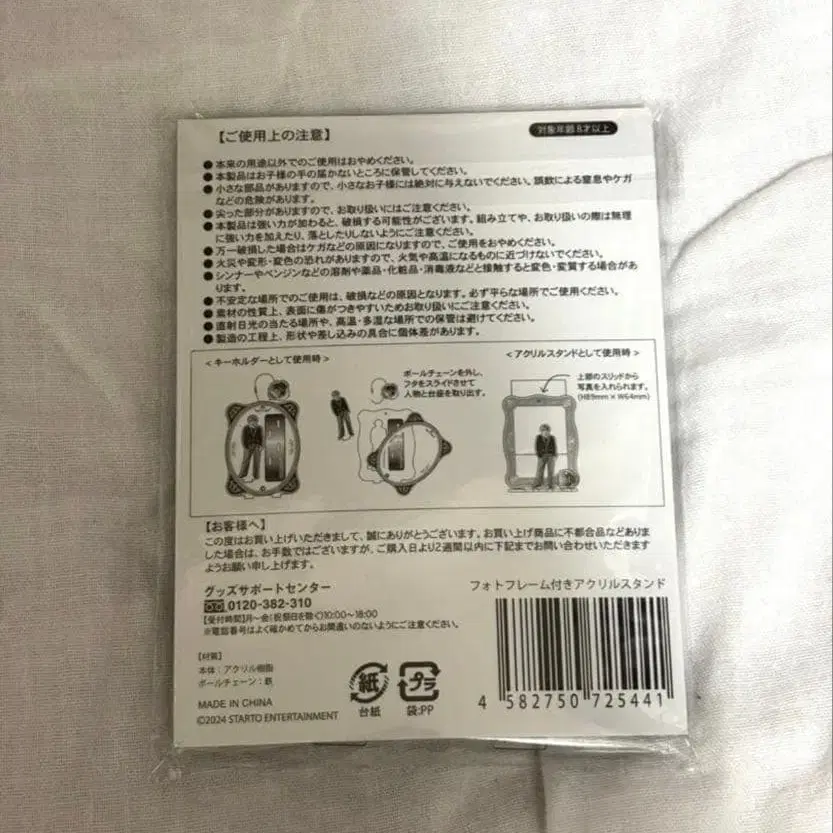 【ご使用上の注意】
対象年齢8才以上
●本来の用途以外でのご使用はおやめください。
●本製品はお子様の手の届かないところに保管してください。
●小さな部品がありますので、小さなお子様には絶対に与えないでください。誤飲による窒息やケガ
などの危険があります。
●尖った部分がありますので、お取り扱いにはご注意ください。
●本製品は強い力が加わると、破損する可能性がございます。組み立てや、お取り扱いの際は無理
に強い力を加えたり、落としたりしないようにご注意ください。
●万一破損した場合はケガなどの原因になりますので、ご使用をおやめください。
●火災や変形・変色の恐れがありますので、火気や高温になるものに近づけないでください。
●シンナーやベンジンなどの溶剤や薬品・化粧品・消毒液などと接触すると変色・変質する場合があ
ります。
●不安定な場所でのご使用は、破損などの原因となります。必ず平らな場所でご使用ください。
●素材の性質上、表面に傷がつきやすいためお取り扱いにご注意ください。
●直射日光の当たる場所や、高温・多湿な場所での保管は避けてください。
●製造の工程上、形状や差し込みの具合に個体差があります。
<キーホルダーとして使用時>
ボールチェーンを外し、
フタをスライドさせて
人物と台座を取り出す。
<アクリルスタンドとして使用時>
上部のスリットから
写真を入れられます。
(H89mm×W64mm)
【お客様へ】
この度はお買い上げいただきまして、誠にありがとうございます。お買い上げ商品に不都合品などありま
した場合は、お手数ではございますが、ご購入日より2週間以内に下記までお問い合わせいただきます
ようお願い申し上げます。
グッズサポートセンター
0120-382-310
【受付時間】月~金(祝祭日を除く)10:00~18:00
※電話番号はよく確かめてからお間違いのないようにご注意ください。
フォトフレーム付きアクリルスタンド
【材質】
本体:アクリル樹脂
ボールチェーン:鉄
MADE IN CHINA
©2024 STARTO ENTERTAINMENT
紙
台紙
プラ
袋:PP
4 582750 725441